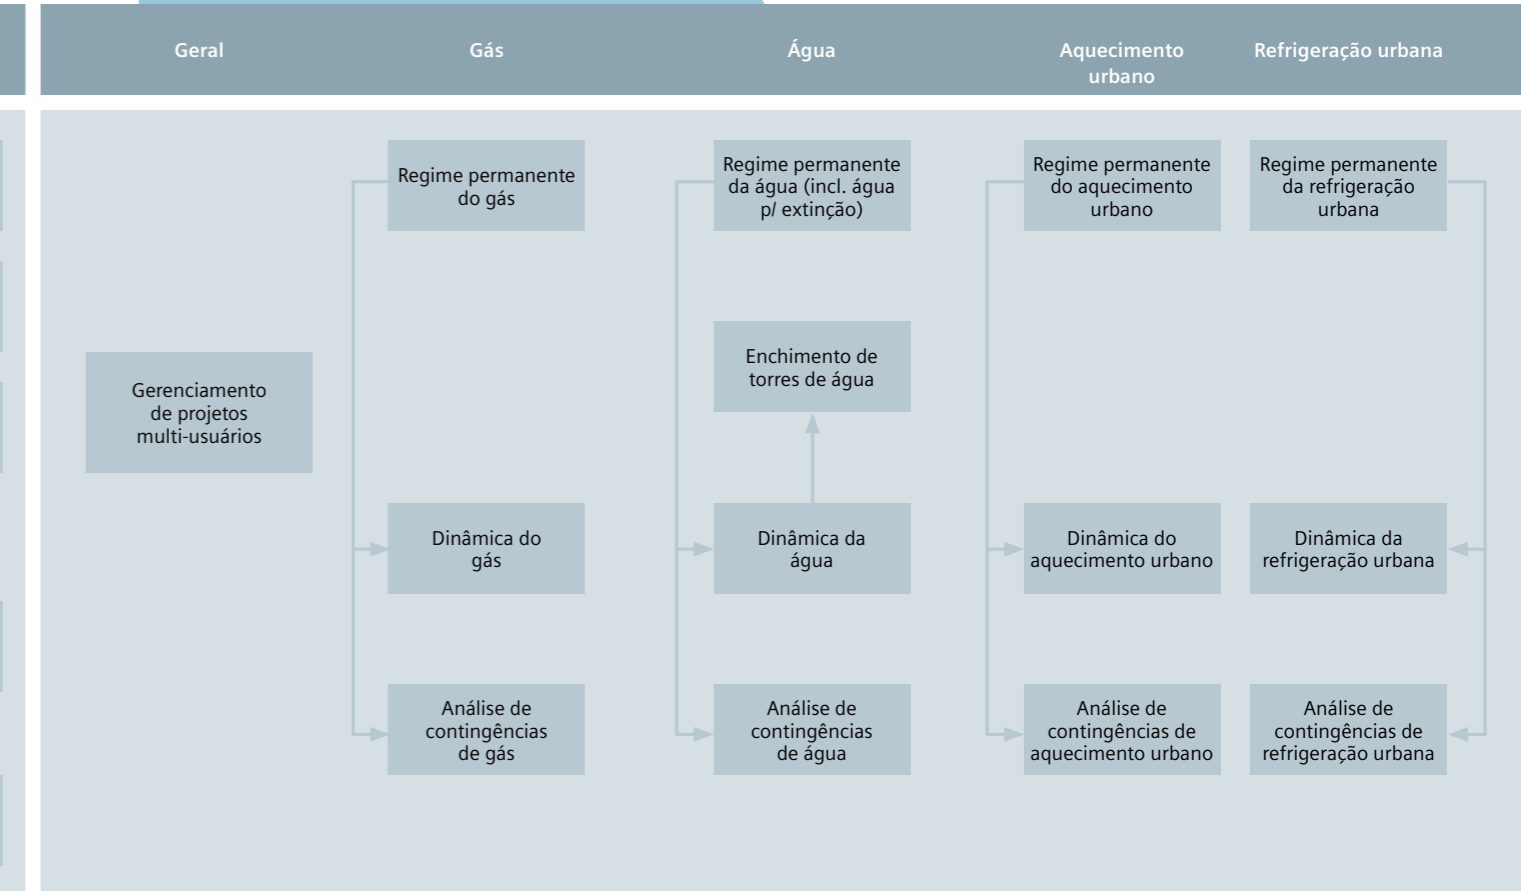 Geral
Gás
Água
Aquecimento
urbano
Refrigeração urbana
Regime permanente
do gás
Regime permanente
da água (incl. água
p/ extinção)
Regime permanente
do aquecimento
urbano
Regime permanente
da refrigeração
urbana
Enchimento de
torres de água
Gerenciamento
de projetos
multi-usuários
Dinâmica do
gás
Dinâmica da
água
Dinâmica do
aquecimento urbano
Dinâmica da
refrigeração urbana
Análise de
contingências
de gás
Análise de
contingências
de água
Análise de
contingências de
aquecimento urbano
Análise de
contingências de
refrigeração urbana